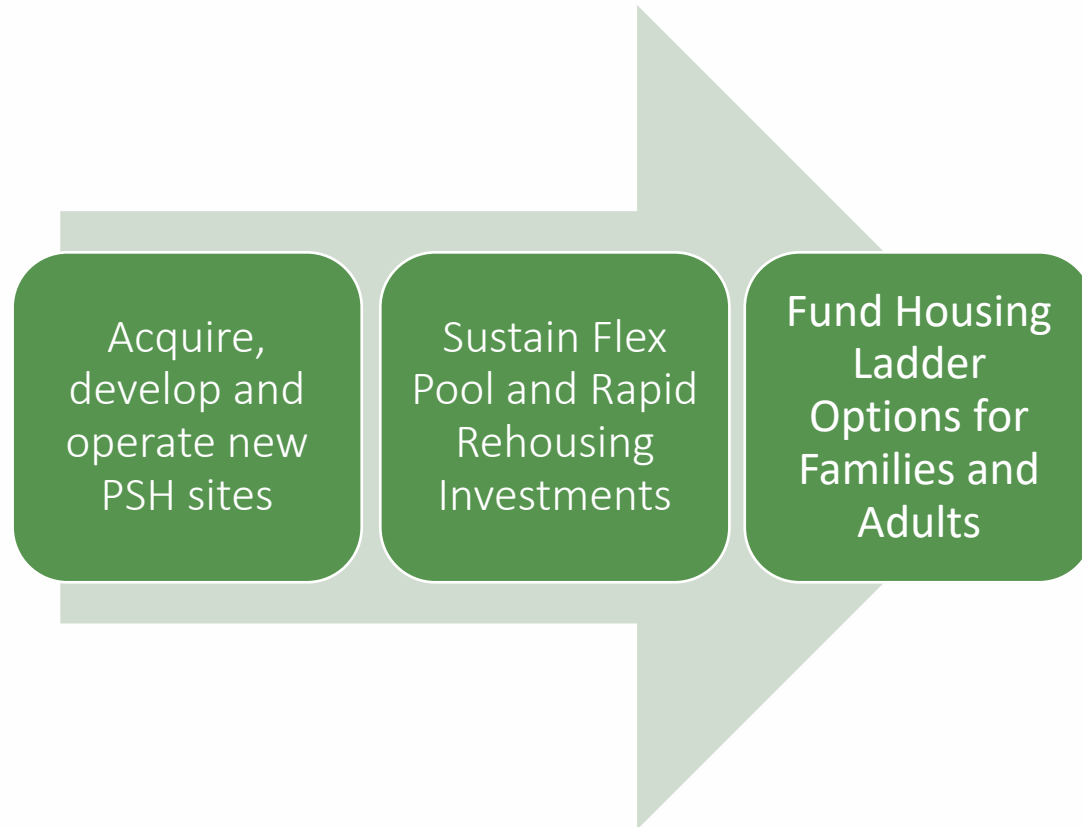 Acquire,
develop and
operate new
PSH sites
Sustain Flex
Pool and Rapid
Rehousing
Investments
Fund Housing
Ladder
Options for
Families and
Adults